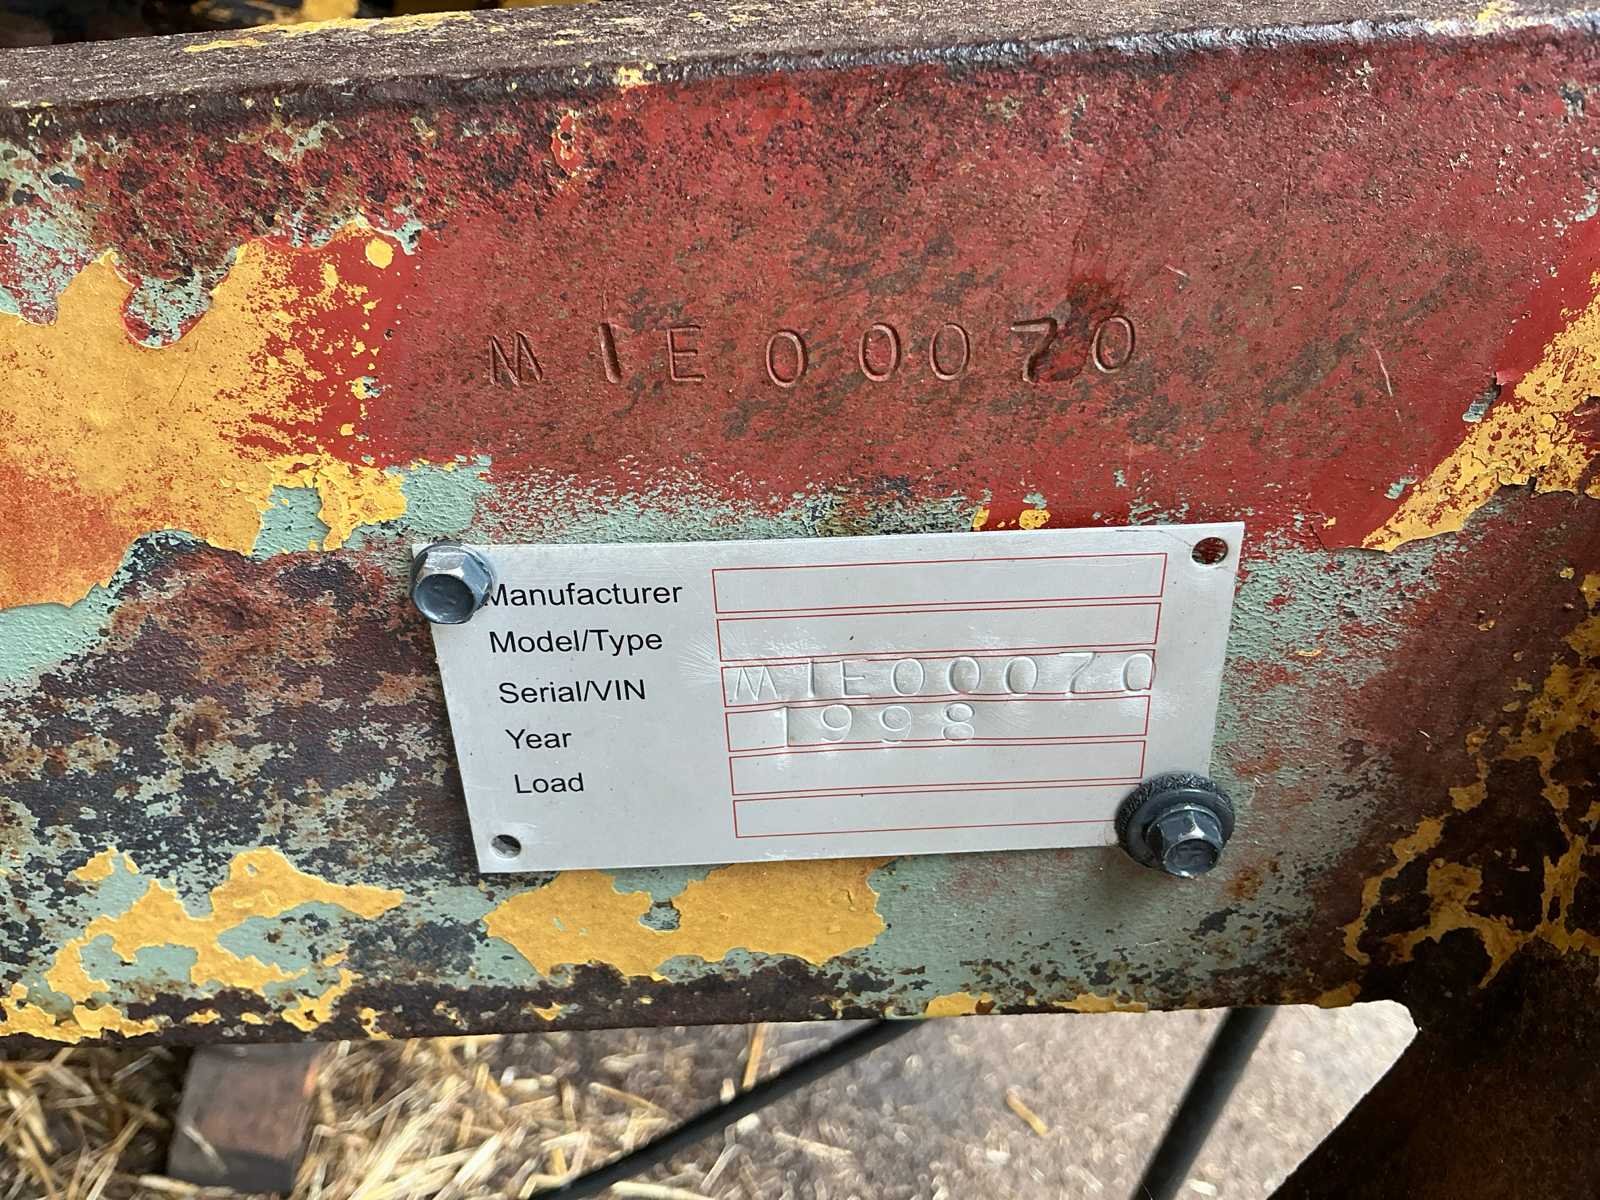 MIE00070
Manufacturer
Model/Type
Serial/VIN MIE00070
Year 1998
Load